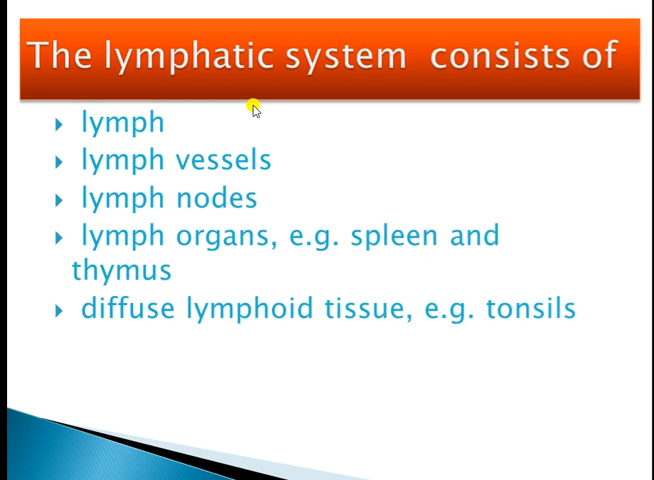 The lymphatic system consists of
lymph
lymph vessels
lymph nodes
lymph organs, e.g. spleen and
thymus
diffuse lymphoid tissue, e.g. tonsils